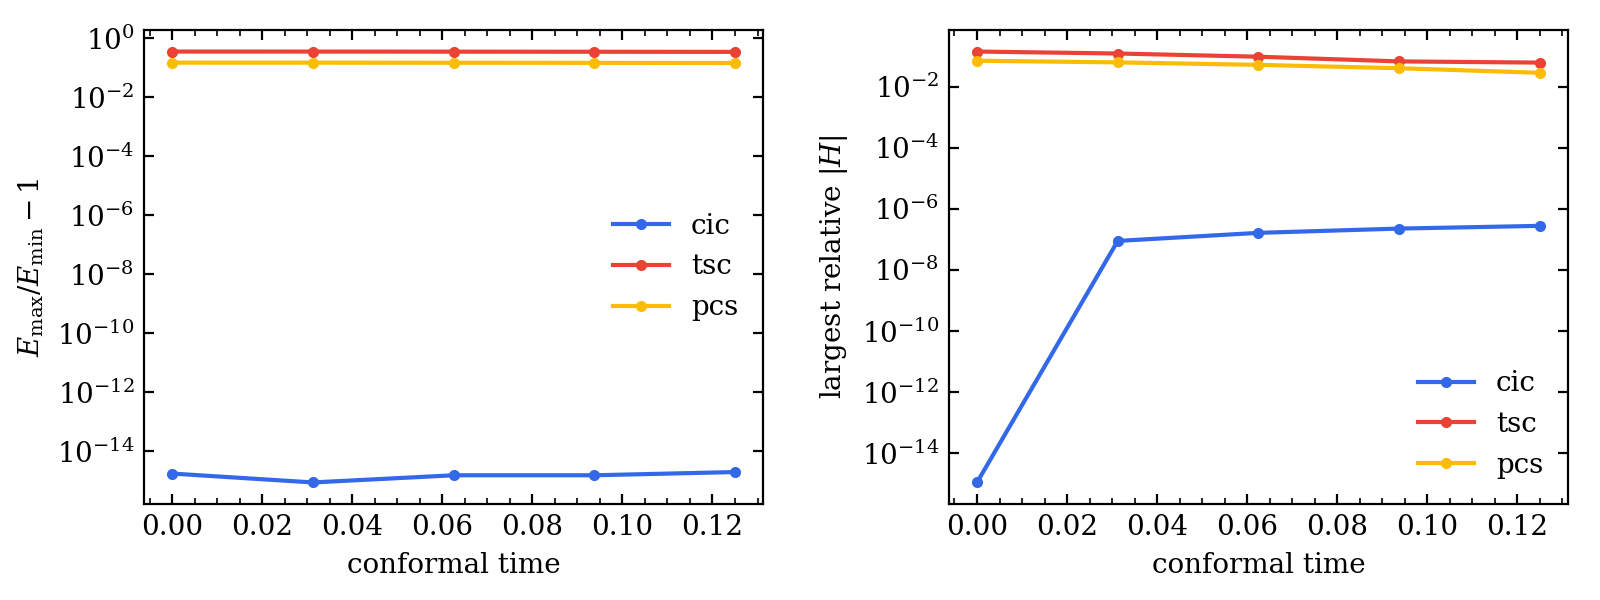 E_max/E_min − 1
10^0
10^−2
10^−4
10^−6
10^−8
10^−10
10^−12
10^−14
cic
tsc
pcs
0.00 0.02 0.04 0.06 0.08 0.10 0.12
conformal time
largest relative |H|
10^−2
10^−4
10^−6
10^−8
10^−10
10^−12
10^−14
cic
tsc
pcs
0.00 0.02 0.04 0.06 0.08 0.10 0.12
conformal time